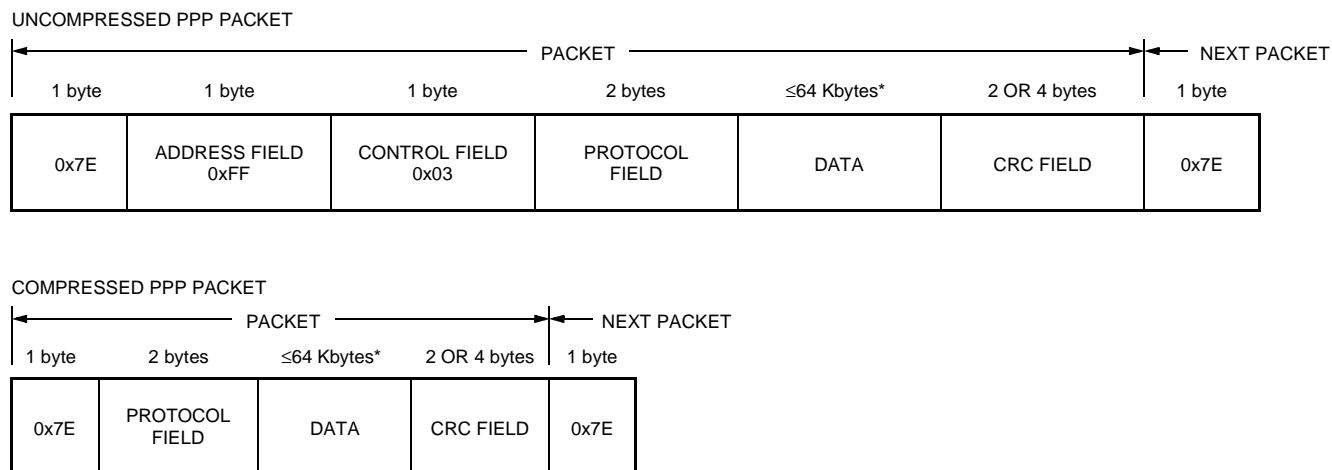 UNCOMPRESSED PPP PACKET
PACKET
NEXT PACKET
1 byte
1 byte
1 byte
2 bytes
≤64 Kbytes*
2 OR 4 bytes
1 byte
0x7E
ADDRESS FIELD
0xFF
CONTROL FIELD
0x03
PROTOCOL
FIELD
DATA
CRC FIELD
0x7E
COMPRESSED PPP PACKET
PACKET
NEXT PACKET
1 byte
2 bytes
≤64 Kbytes*
2 OR 4 bytes
1 byte
0x7E
PROTOCOL
FIELD
DATA
CRC FIELD
0x7E